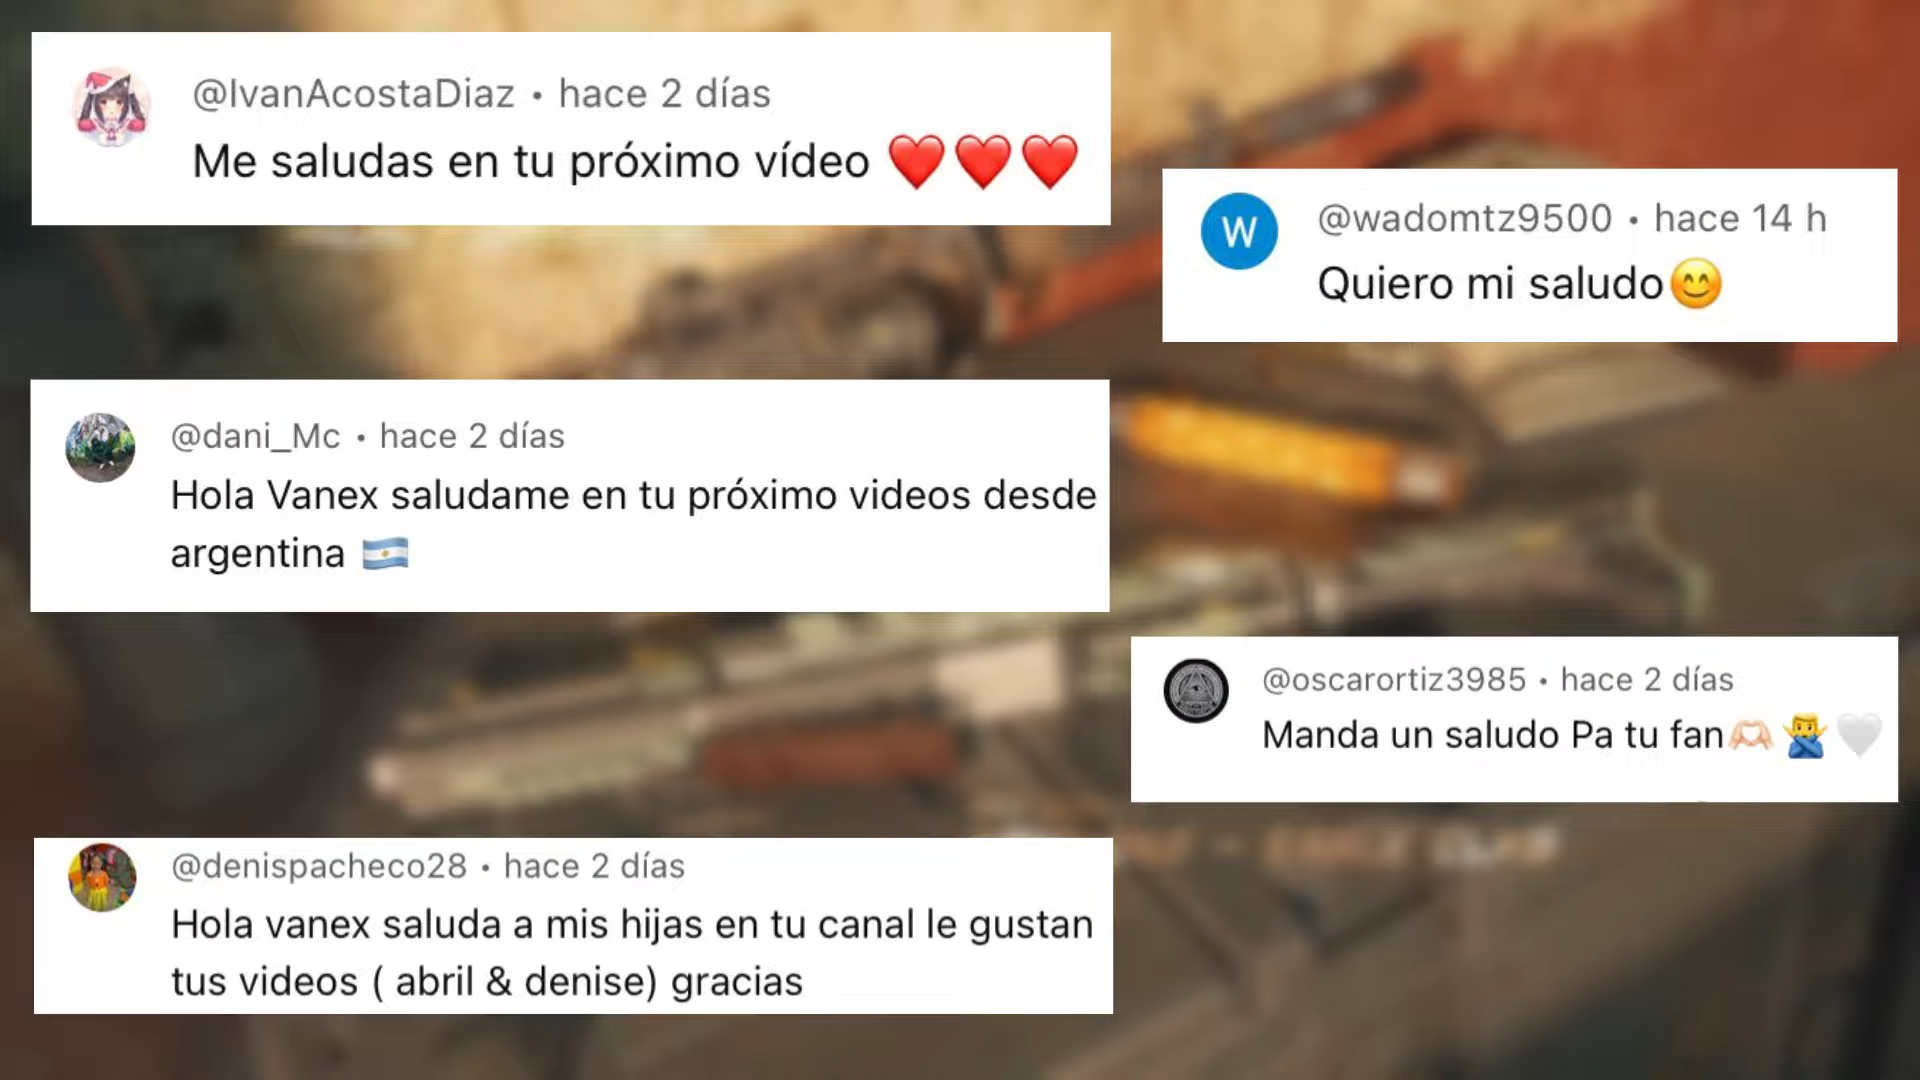 @IvanAcostaDiaz • hace 2 días
Me saludas en tu próximo vídeo ❤️❤️❤️
W @wadomtz9500 • hace 14 h
Quiero mi saludo😊
@dani_Mc • hace 2 días
Hola Vanex saludame en tu próximo videos desde
argentina 🇦🇷
@oscarortiz3985 • hace 2 días
Manda un saludo Pa tu fan🫶🏻🙅‍♂️🤍
@denispacheco28 • hace 2 días
Hola vanex saluda a mis hijas en tu canal le gustan
tus videos ( abril & denise) gracias